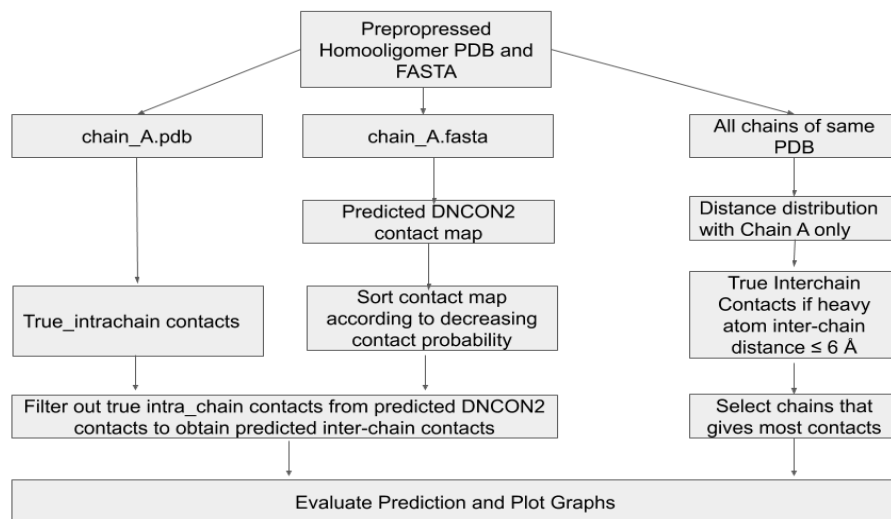 Prepropressed
Homooligomer PDB and
FASTA
chain_A.pdb
chain_A.fasta
All chains of same
PDB
Predicted DNCON2
contact map
Distance distribution
with Chain A only
True_intrachain contacts
Sort contact map
according to decreasing
contact probability
True Interchain
Contacts if heavy
atom inter-chain
distance ≤ 6 Å
Filter out true intra_chain contacts from predicted DNCON2
contacts to obtain predicted inter-chain contacts
Select chains that
gives most contacts
Evaluate Prediction and Plot Graphs